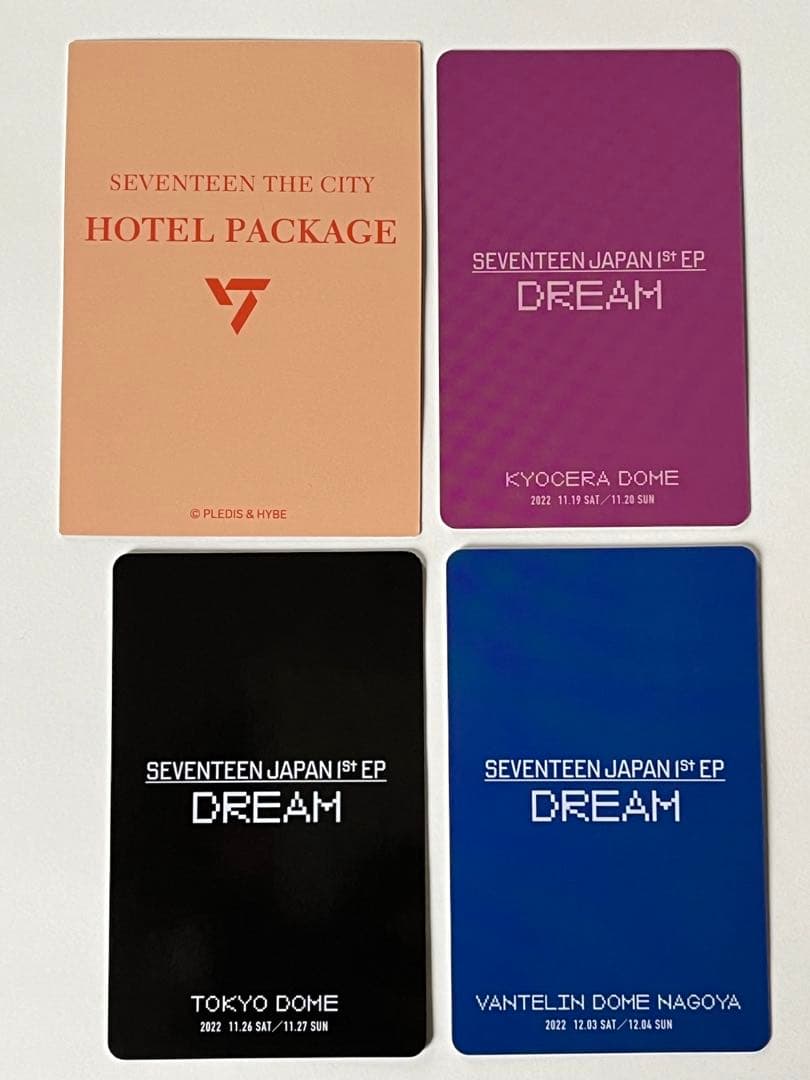 SEVENTEEN THE CITY
HOTEL PACKAGE
© PLEDIS & HYBE
SEVENTEEN JAPAN 1St EP
DREAM
KYOCERA DOME
2022 11.19 SAT/11.20 SUN
SEVENTEEN JAPAN 1St EP
DREAM
TOKYO DOME
2022 11.26 SAT/11.27 SUN
SEVENTEEN JAPAN 1St EP
DREAM
VANTELIN DOME NAGOYA
2022 12.03 SAT/12.04 SUN